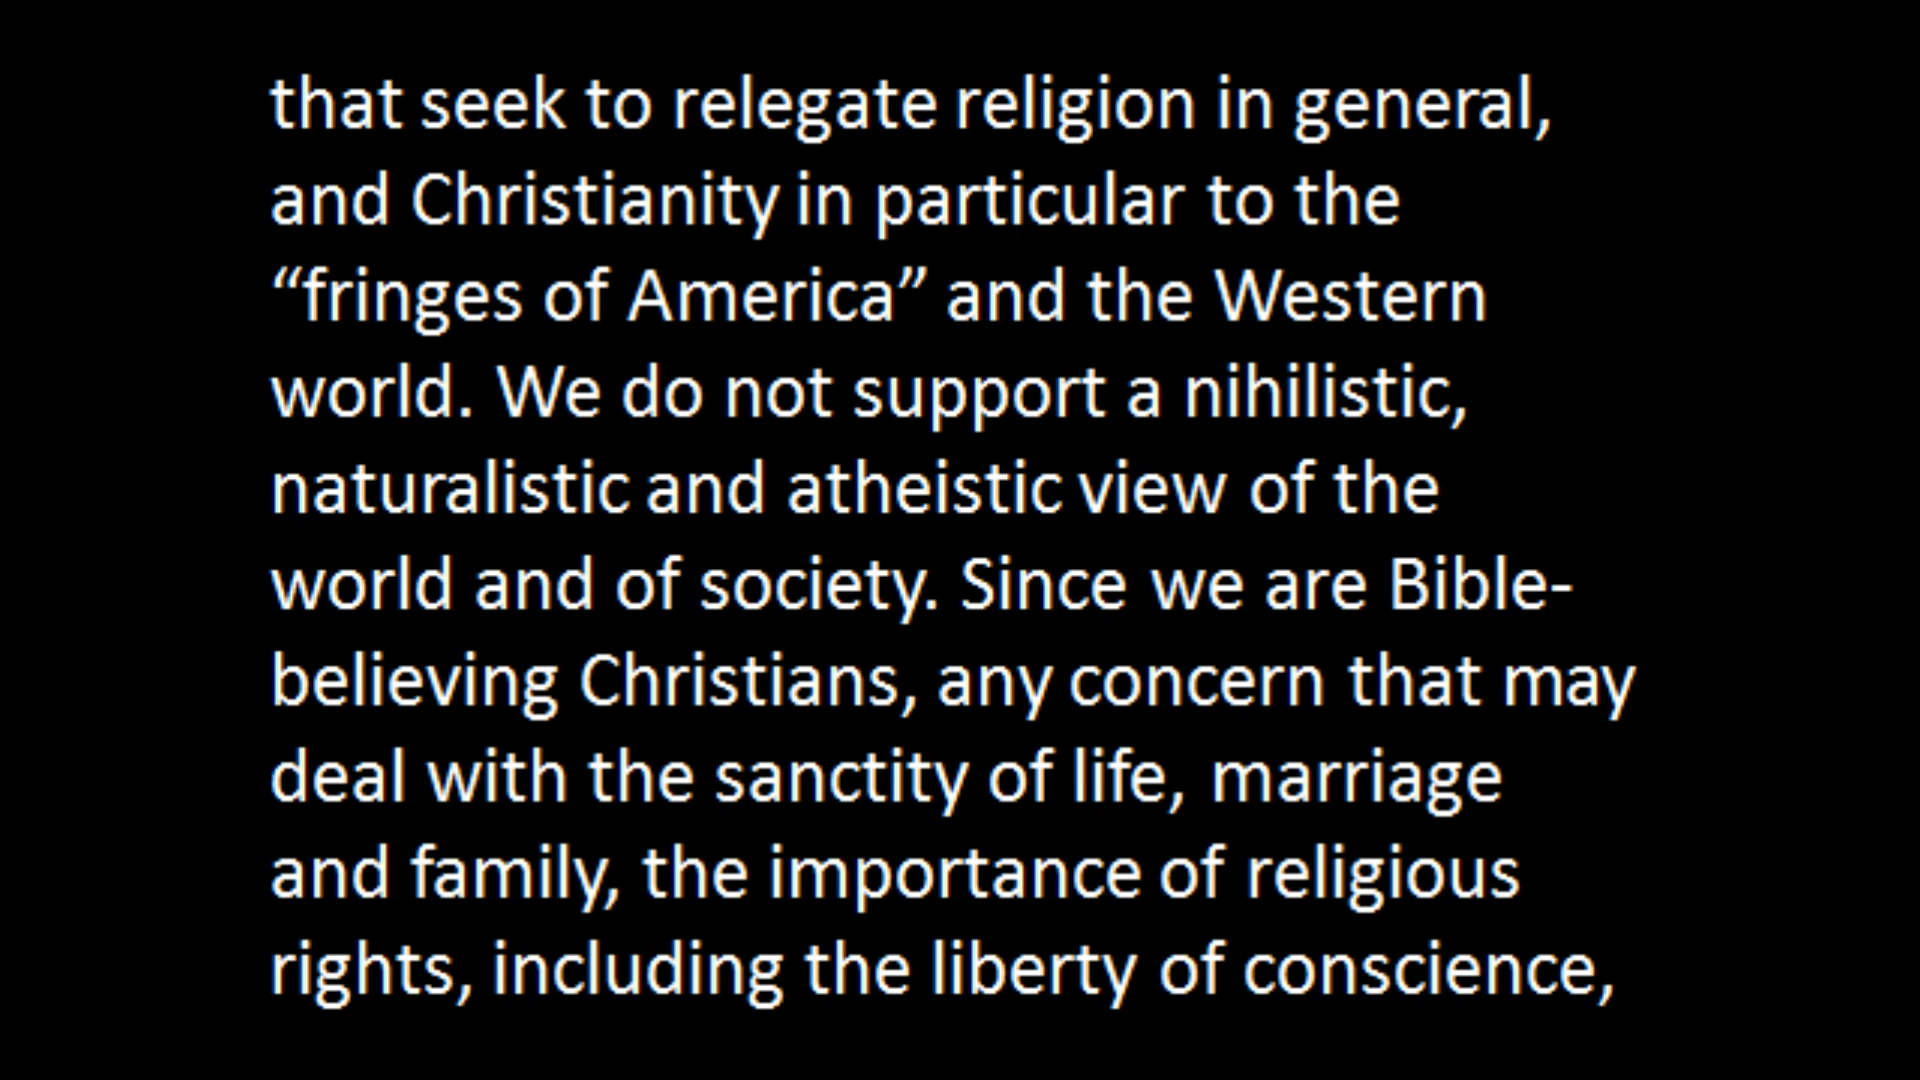 that seek to relegate religion in general,
and Christianity in particular to the
“fringes of America” and the Western
world. We do not support a nihilistic,
naturalistic and atheistic view of the
world and of society. Since we are Bible-
believing Christians, any concern that may
deal with the sanctity of life, marriage
and family, the importance of religious
rights, including the liberty of conscience,